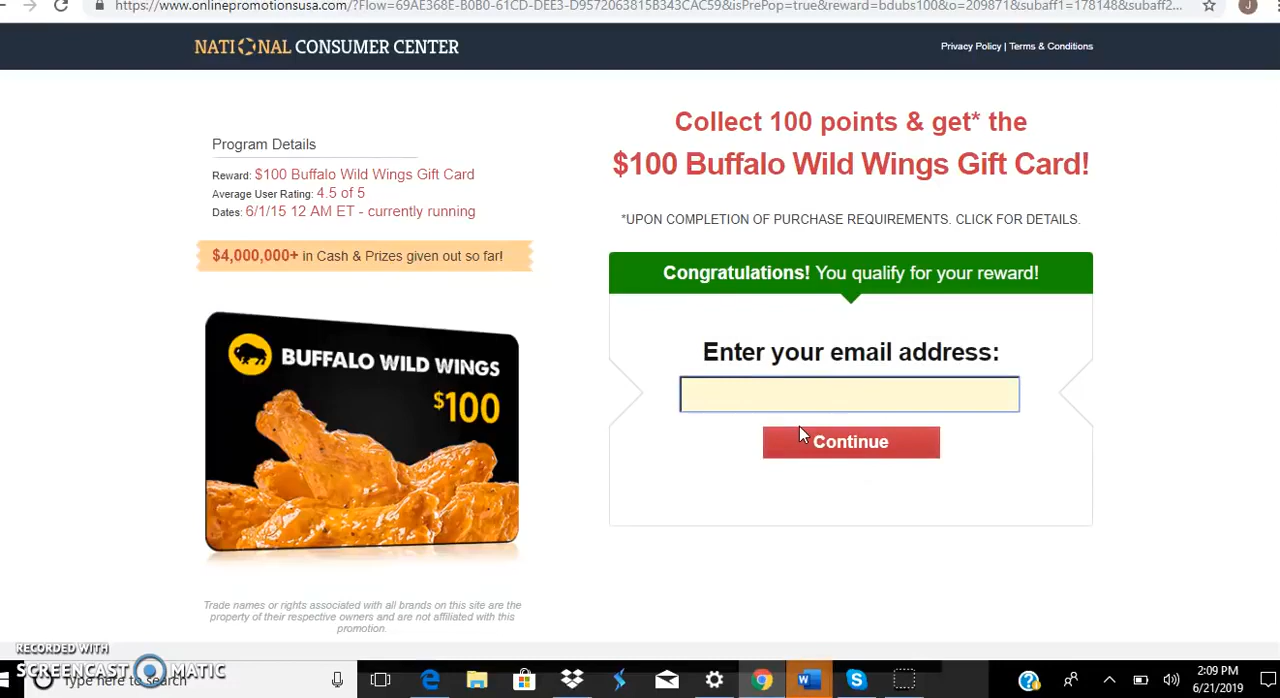 https://www.onlinepromotionsusa.com/?Flow=69AE368E-B0B0-61CD-DEE3-D9572063815B343CAC59&isPrePop=true&reward=bdubs100&o=209871&subaff1=178148&subaff2...
J
NATIONAL CONSUMER CENTER
Privacy Policy | Terms & Conditions
Program Details
Reward: $100 Buffalo Wild Wings Gift Card
Average User Rating: 4.5 of 5
Dates: 6/1/15 12 AM ET - currently running
$4,000,000+ in Cash & Prizes given out so far!
BUFFALO WILD WINGS
$100
Trade names or rights associated with all brands on this site are the
property of their respective owners and are not affiliated with this
promotion.
Collect 100 points & get* the
$100 Buffalo Wild Wings Gift Card!
*UPON COMPLETION OF PURCHASE REQUIREMENTS. CLICK FOR DETAILS.
Congratulations! You qualify for your reward!
Enter your email address:
Continue
RECORDED WITH
SCREENCAST MATIC
Type here to search
2:09 PM
6/21/2019